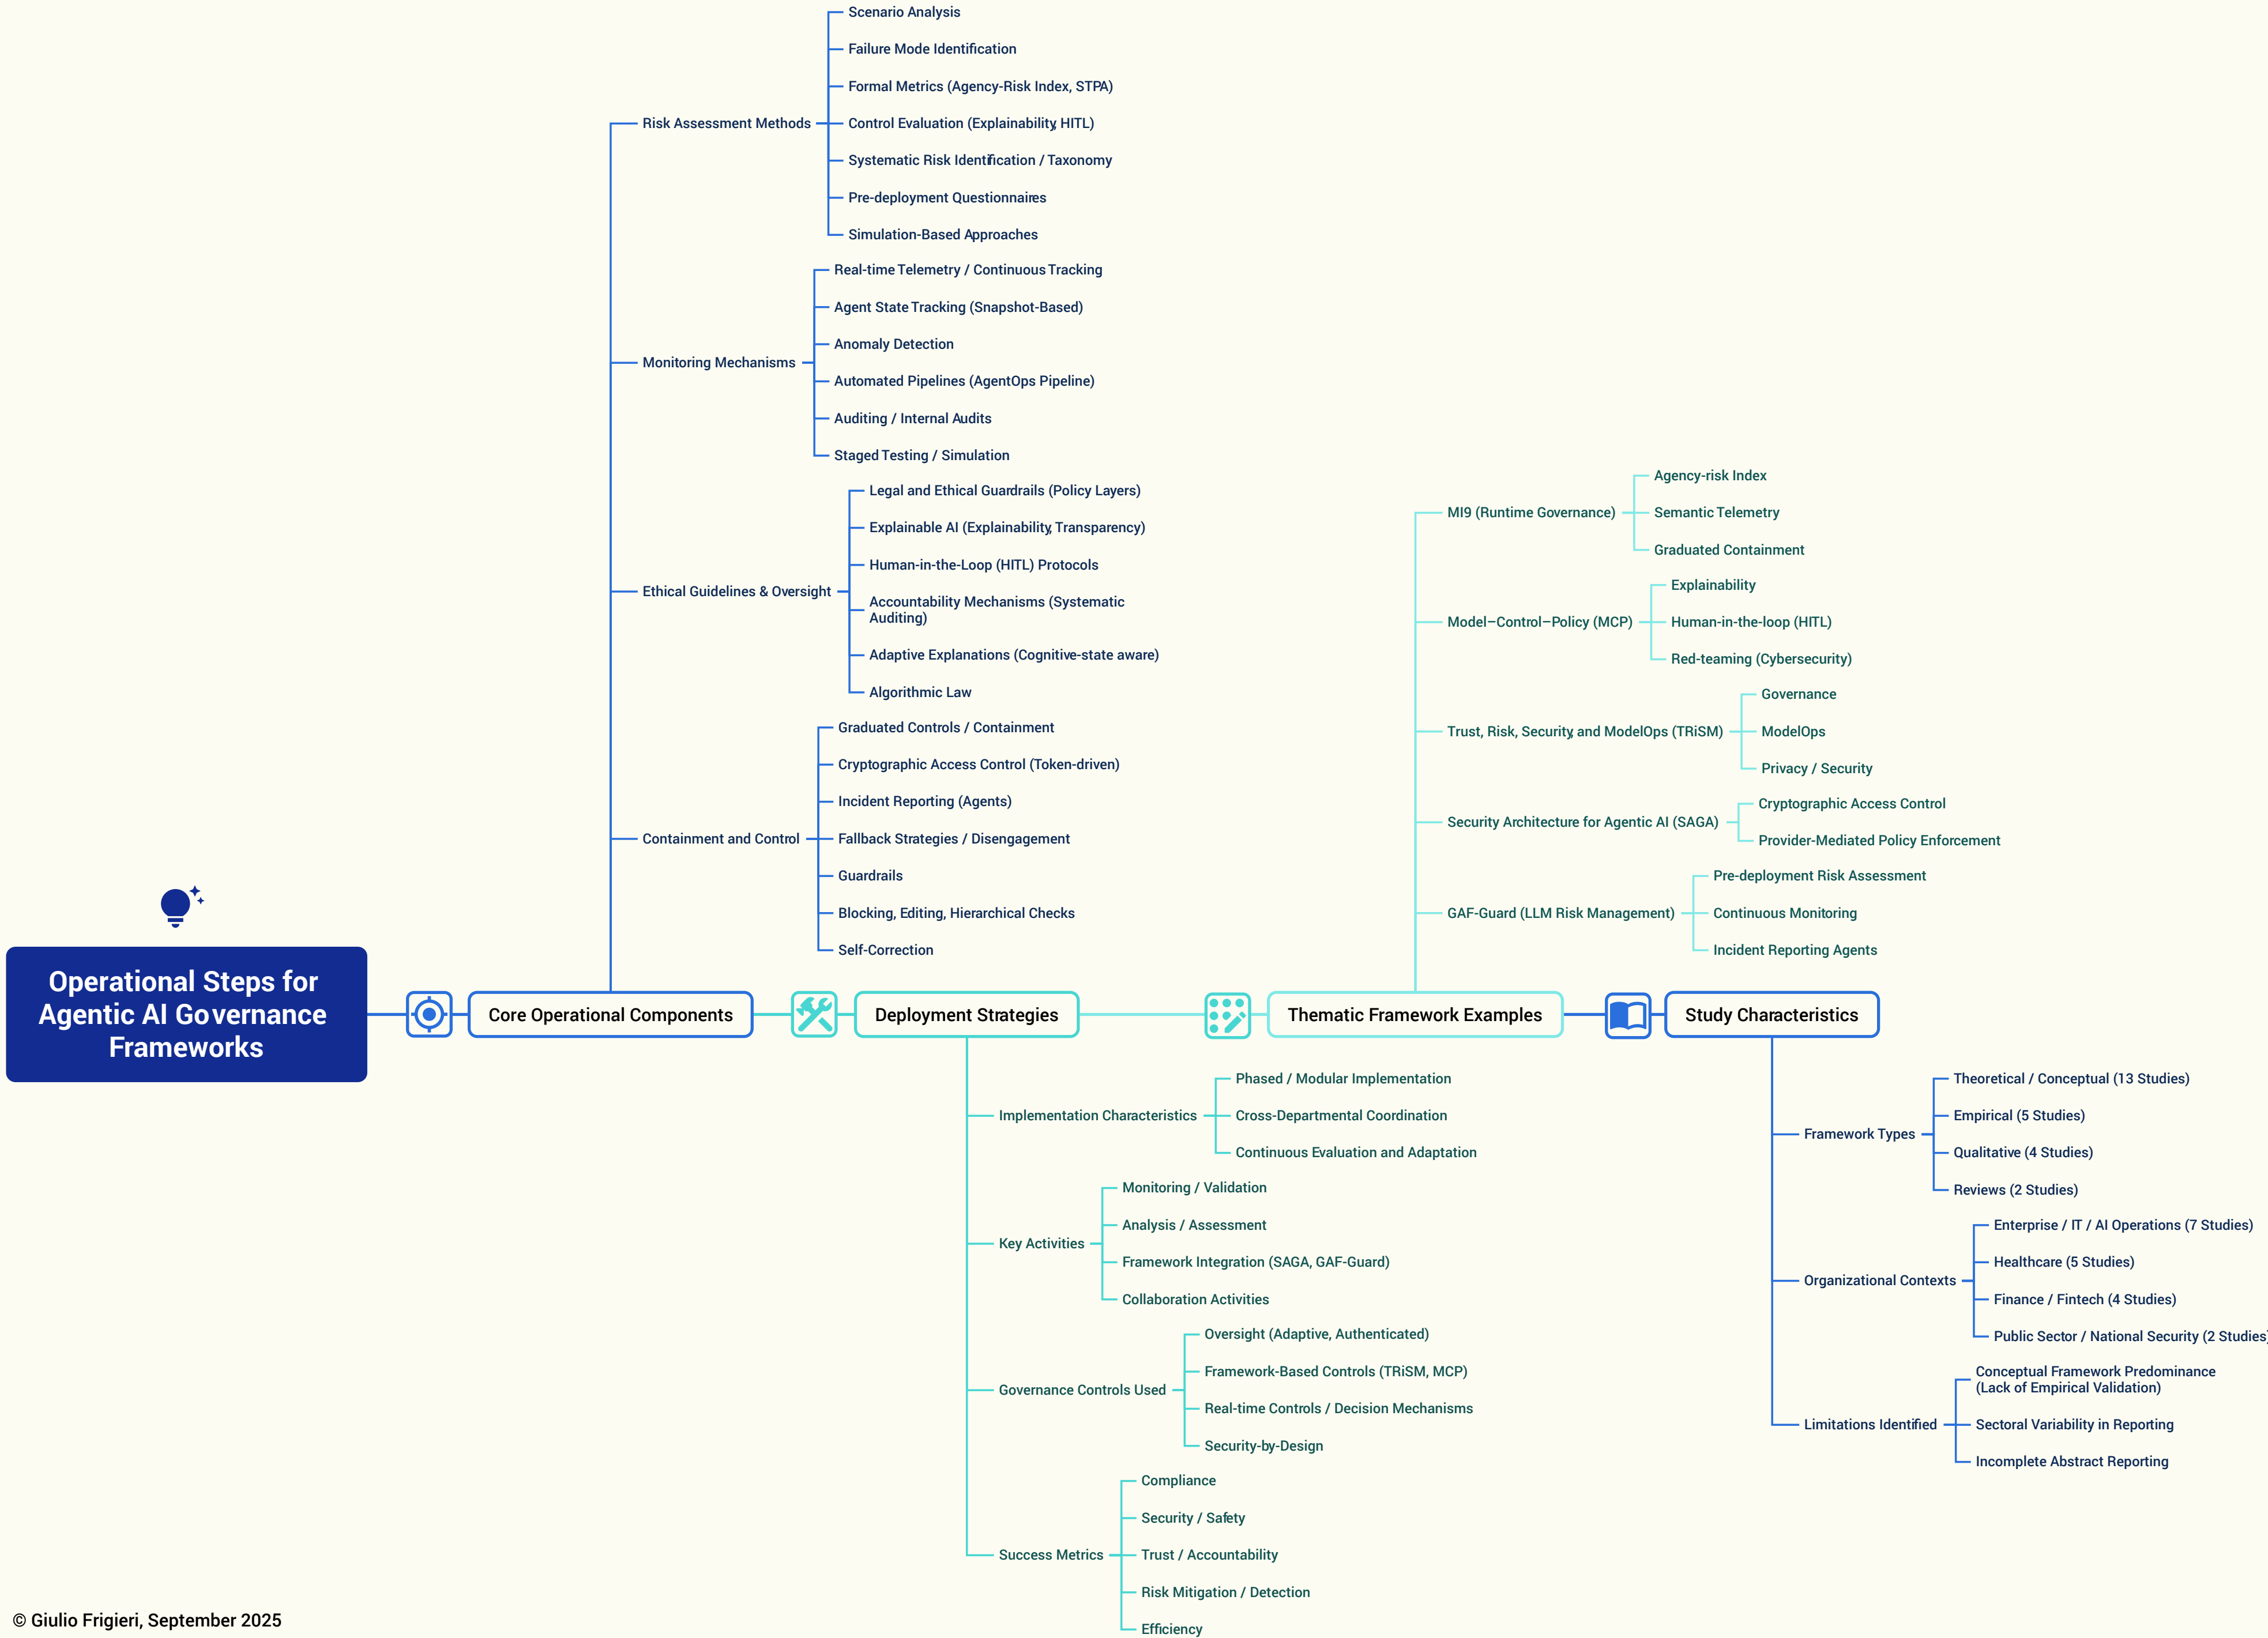 Operational Steps for
Agentic AI Governance
Frameworks
Core Operational Components
Risk Assessment Methods
Scenario Analysis
Failure Mode Identification
Formal Metrics (Agency-Risk Index, STPA)
Control Evaluation (Explainability, HITL)
Systematic Risk Identification / Taxonomy
Pre-deployment Questionnaires
Simulation-Based Approaches
Monitoring Mechanisms
Real-time Telemetry / Continuous Tracking
Agent State Tracking (Snapshot-Based)
Anomaly Detection
Automated Pipelines (AgentOps Pipeline)
Auditing / Internal Audits
Staged Testing / Simulation
Ethical Guidelines & Oversight
Legal and Ethical Guardrails (Policy Layers)
Explainable AI (Explainability, Transparency)
Human-in-the-Loop (HITL) Protocols
Accountability Mechanisms (Systematic
Auditing)
Adaptive Explanations (Cognitive-state aware)
Algorithmic Law
Containment and Control
Graduated Controls / Containment
Cryptographic Access Control (Token-driven)
Incident Reporting (Agents)
Fallback Strategies / Disengagement
Guardrails
Blocking, Editing, Hierarchical Checks
Self-Correction
Deployment Strategies
Implementation Characteristics
Phased / Modular Implementation
Cross-Departmental Coordination
Continuous Evaluation and Adaptation
Key Activities
Monitoring / Validation
Analysis / Assessment
Framework Integration (SAGA, GAF-Guard)
Collaboration Activities
Governance Controls Used
Oversight (Adaptive, Authenticated)
Framework-Based Controls (TRiSM, MCP)
Real-time Controls / Decision Mechanisms
Security-by-Design
Success Metrics
Compliance
Security / Safety
Trust / Accountability
Risk Mitigation / Detection
Efficiency
Thematic Framework Examples
MI9 (Runtime Governance)
Agency-risk Index
Semantic Telemetry
Graduated Containment
Model–Control–Policy (MCP)
Explainability
Human-in-the-loop (HITL)
Red-teaming (Cybersecurity)
Trust, Risk, Security, and ModelOps (TRiSM)
Governance
ModelOps
Privacy / Security
Security Architecture for Agentic AI (SAGA)
Cryptographic Access Control
Provider-Mediated Policy Enforcement
GAF-Guard (LLM Risk Management)
Pre-deployment Risk Assessment
Continuous Monitoring
Incident Reporting Agents
Study Characteristics
Framework Types
Theoretical / Conceptual (13 Studies)
Empirical (5 Studies)
Qualitative (4 Studies)
Reviews (2 Studies)
Organizational Contexts
Enterprise / IT / AI Operations (7 Studies)
Healthcare (5 Studies)
Finance / Fintech (4 Studies)
Public Sector / National Security (2 Studies)
Limitations Identified
Conceptual Framework Predominance
(Lack of Empirical Validation)
Sectoral Variability in Reporting
Incomplete Abstract Reporting
© Giulio Frigieri, September 2025